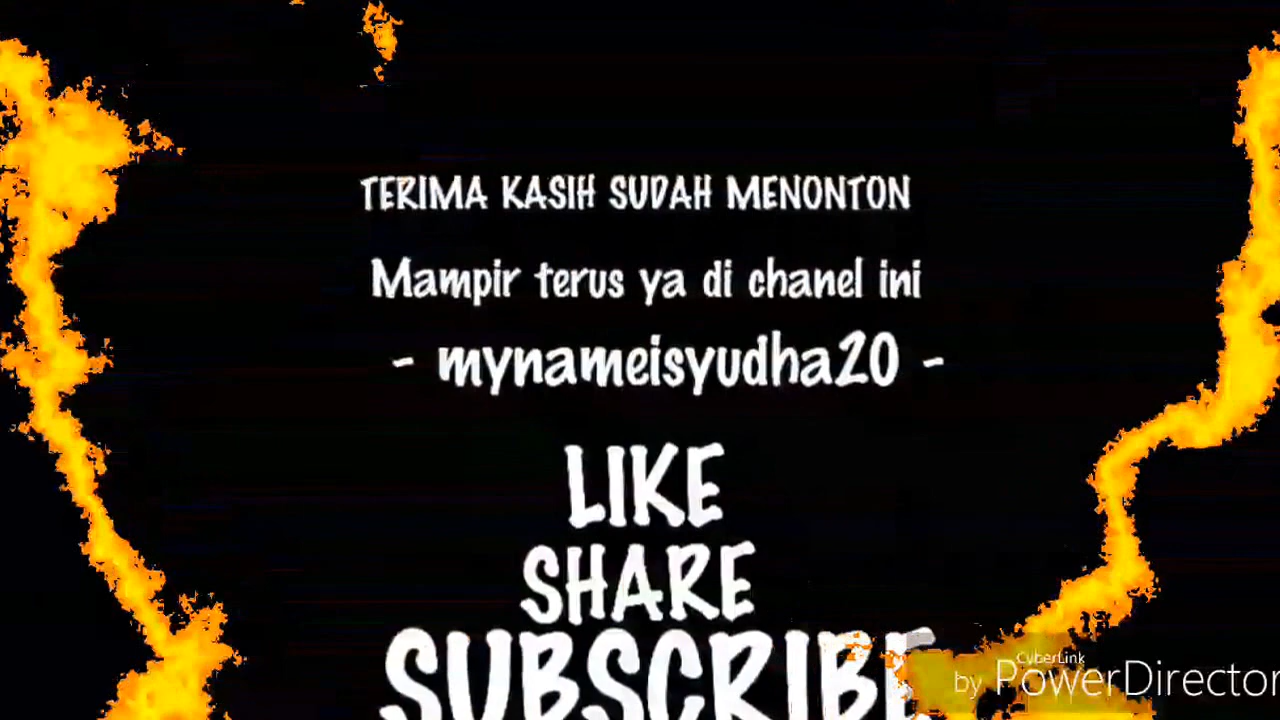 TERIMA KASIH SUDAH MENONTON
Mampir terus ya di chanel ini
- mynameisyudha20 -
LIKE
SHARE
SUBSCRIBE
CyberLink
by PowerDirector